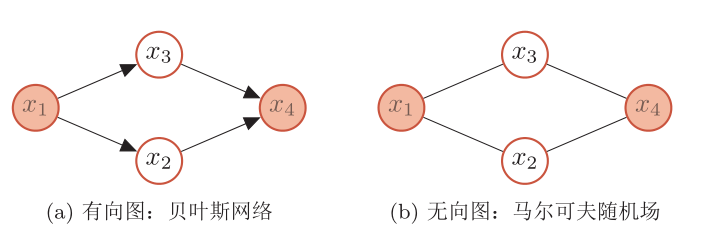 x₃ x₃
x₁ x₄ x₁ x₄
x₂ x₂
(a) 有向图：贝叶斯网络 (b) 无向图：马尔可夫随机场